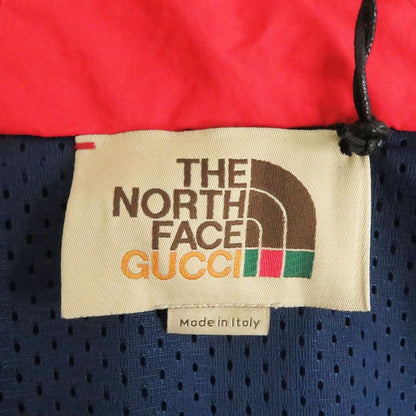 THE
NORTH
FACE
GUCCI
Made in Italy